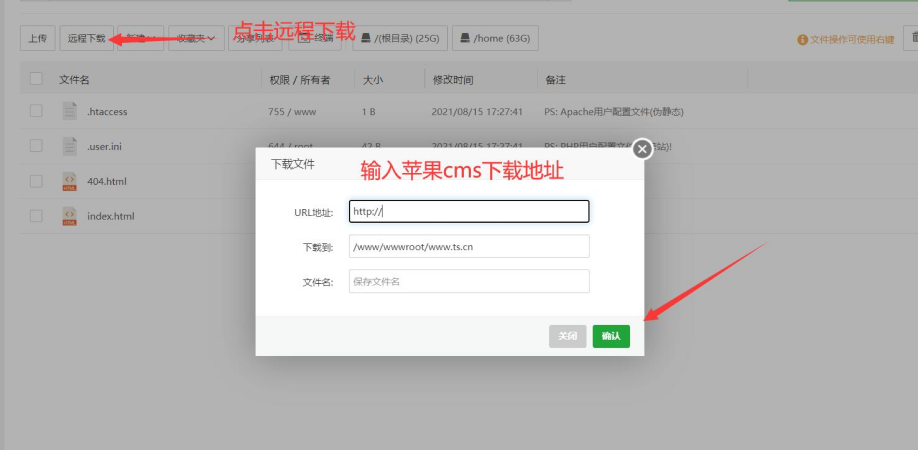 上传 远程下载 新建 收藏夹 分享列表 终端 /(根目录) (25G) /home (63G) 文件操作可使用右键
点击远程下载
文件名 权限 / 所有者 大小 修改时间 备注
.htaccess 755 / www 1 B 2021/08/15 17:27:41 PS: Apache用户配置文件(伪静态)
.user.ini 644 / root 42 B 2021/08/15 17:27:41 PS: PHP用户配置文件
404.html
index.html
下载文件
输入苹果cms下载地址
URL地址: http://
下载到: /www/wwwroot/www.ts.cn
文件名: 保存文件名
关闭 确认